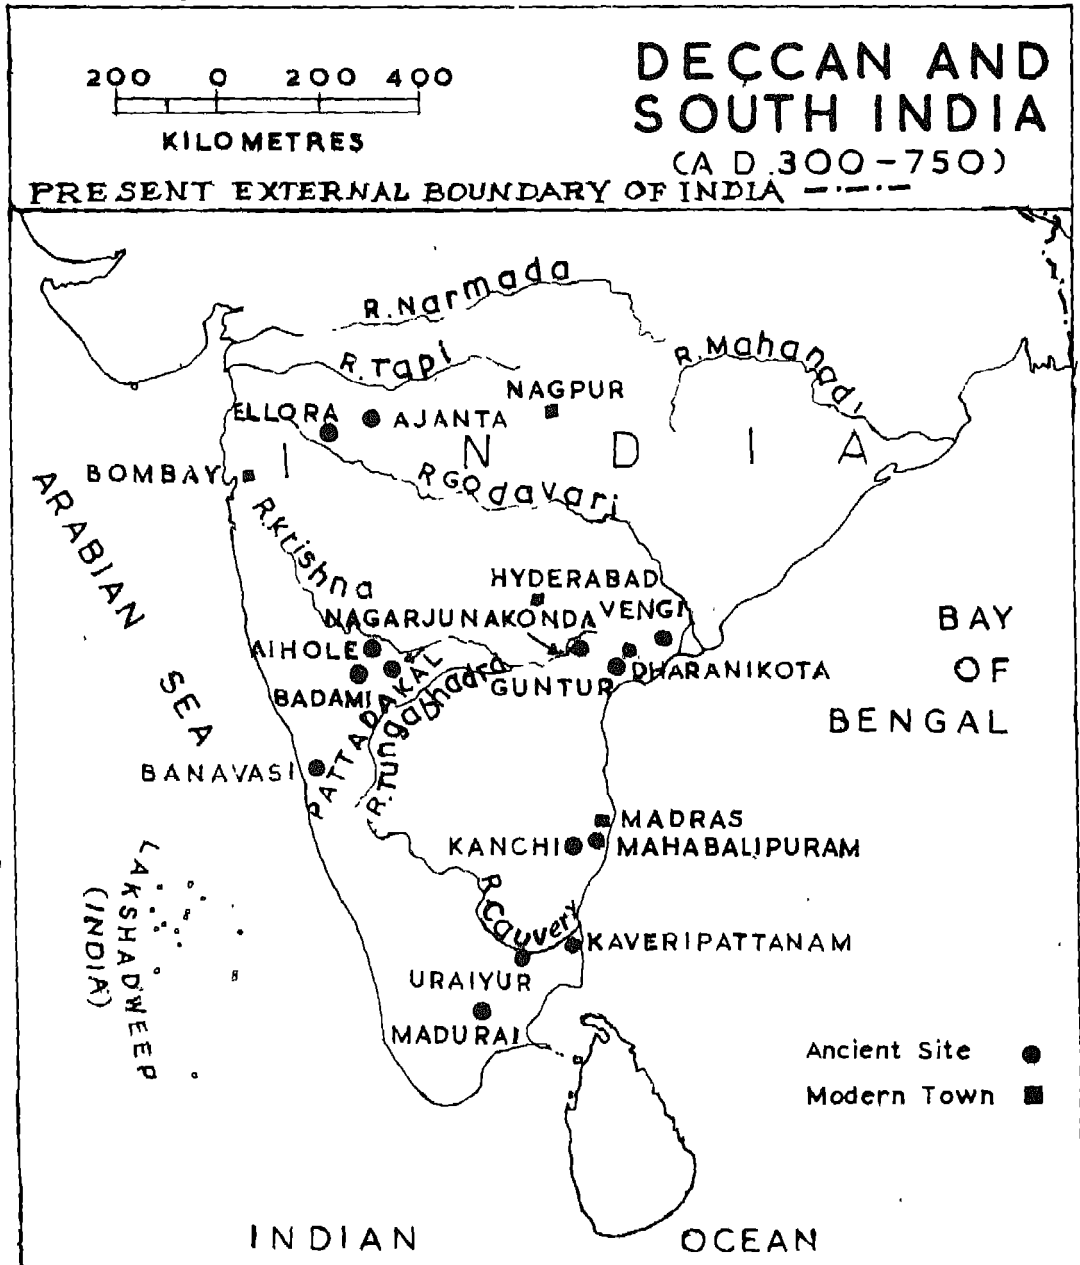 200 0 200 400
KILOMETRES
DECCAN AND
SOUTH INDIA
(A D.300-750)
PRESENT EXTERNAL BOUNDARY OF INDIA
R.Narmada
R.Tapi
R.Mahanadi
NAGPUR
ELLORA
AJANTA
INDIA
BOMBAY
R GOdavari
ARABIAN
SEA
R.Krishna
HYDERABAD
NAGARJUNAKONDA
VENGI
BAY
OF
BENGAL
AIHOLE
BADAMI
PATTADAKAL
R.Tungabhadra
GUNTUR
DHARANIKOTA
BANAVASI
MADRAS
KANCHI
MAHABALIPURAM
R.Cauvery
KAVERIPATTANAM
LAKSHADWEEP
(INDIA)
URAIYUR
MADURAI
Ancient Site
Modern Town
INDIAN OCEAN